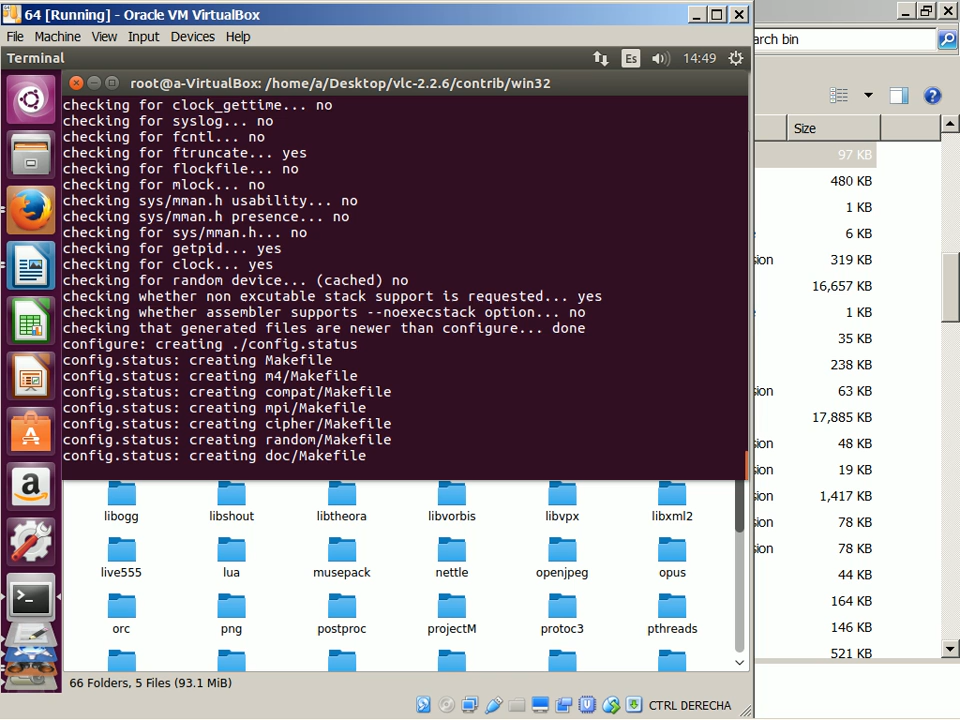 64 [Running] - Oracle VM VirtualBox
File Machine View Input Devices Help
Terminal
Es
14:49
root@a-VirtualBox: /home/a/Desktop/vlc-2.2.6/contrib/win32
checking for clock_gettime... no
checking for syslog... no
checking for fcntl... no
checking for ftruncate... yes
checking for flockfile... no
checking for mlock... no
checking sys/mman.h usability... no
checking sys/mman.h presence... no
checking for sys/mman.h... no
checking for getpid... yes
checking for clock... yes
checking for random device... (cached) no
checking whether non excutable stack support is requested... yes
checking whether assembler supports --noexecstack option... no
checking that generated files are newer than configure... done
configure: creating ./config.status
config.status: creating Makefile
config.status: creating m4/Makefile
config.status: creating compat/Makefile
config.status: creating mpi/Makefile
config.status: creating cipher/Makefile
config.status: creating random/Makefile
config.status: creating doc/Makefile
libogg libshout libtheora libvorbis libvpx libxml2
live555 lua musepack nettle openjpeg opus
orc png postproc projectM protoc3 pthreads
66 Folders, 5 Files (93.1 MiB)
CTRL DERECHA
arch bin
Size
97 KB
480 KB
1 KB
6 KB
sion 319 KB
16,657 KB
1 KB
35 KB
238 KB
sion 63 KB
17,885 KB
sion 48 KB
sion 19 KB
sion 1,417 KB
sion 78 KB
sion 78 KB
44 KB
164 KB
146 KB
521 KB